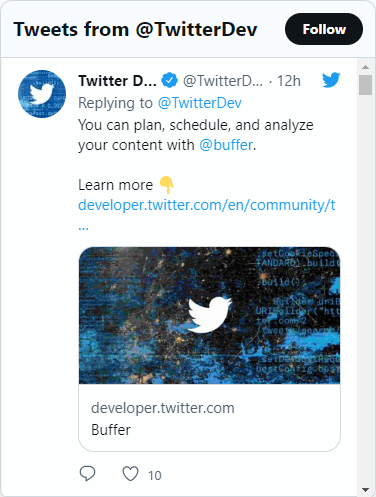 Tweets from @TwitterDev
Follow
Twitter D... @TwitterD... · 12h
Replying to @TwitterDev
You can plan, schedule, and analyze
your content with @buffer.
Learn more 👇
developer.twitter.com/en/community/t
...
.build()
developer.twitter.com
Buffer
10